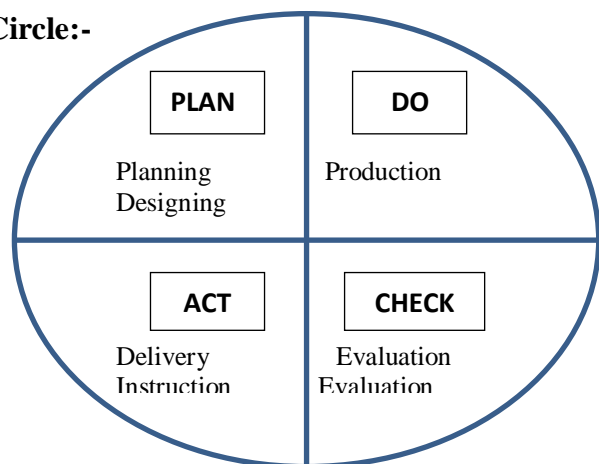 Circle:-
PLAN
DO
Planning
Designing
Production
ACT
CHECK
Delivery
Instruction
Evaluation
Evaluation